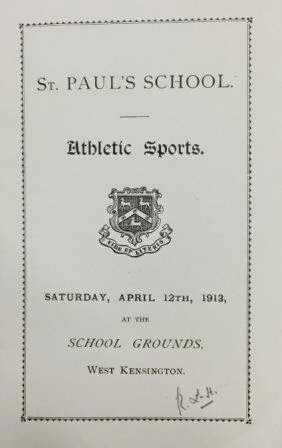 ST. PAUL'S SCHOOL.
Athletic Sports.
FIDE ET LITERIS
SATURDAY, APRIL 12TH, 1913,
AT THE
SCHOOL GROUNDS,
WEST KENSINGTON.